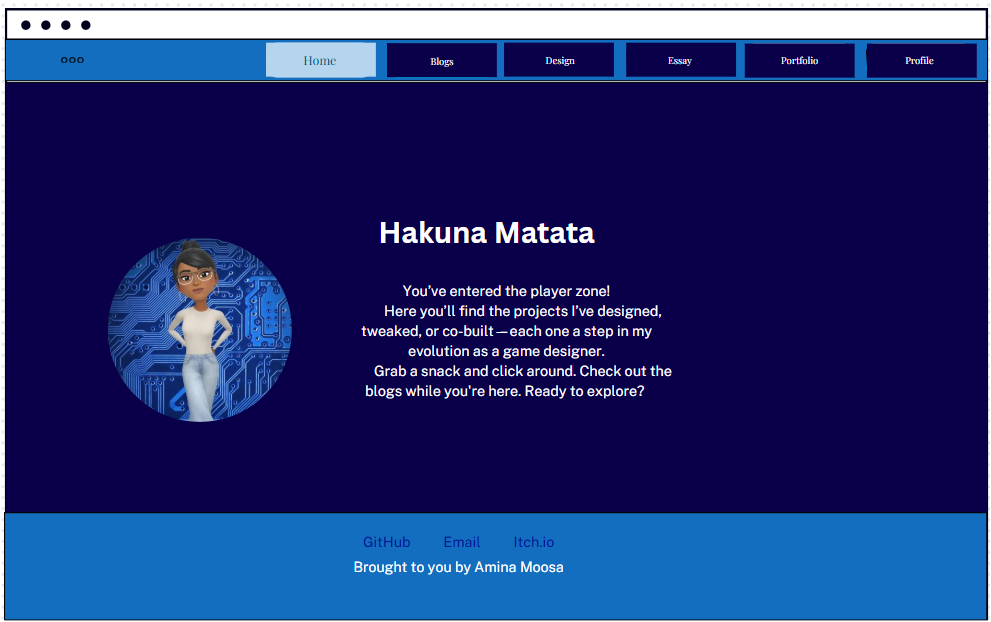 ooo
Home
Blogs
Design
Essay
Portfolio
Profile
Hakuna Matata
You've entered the player zone!
Here you'll find the projects I've designed,
tweaked, or co-built—each one a step in my
evolution as a game designer.
Grab a snack and click around. Check out the
blogs while you're here. Ready to explore?
GitHub
Email
Itch.io
Brought to you by Amina Moosa